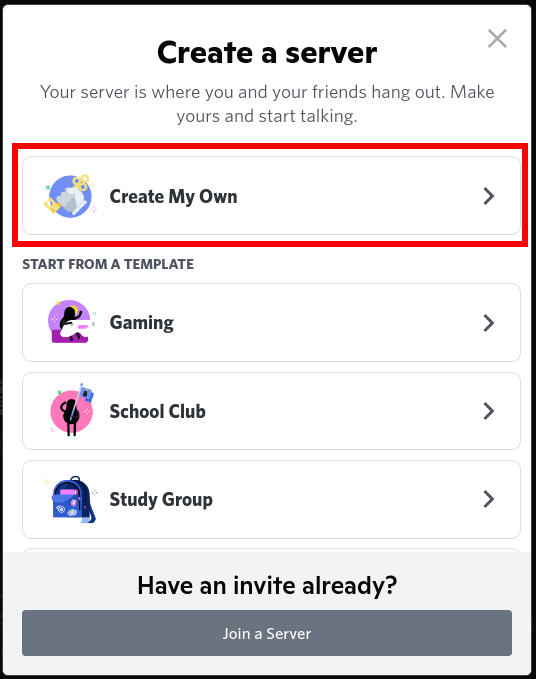 Create a server
Your server is where you and your friends hang out. Make
yours and start talking.
Create My Own
START FROM A TEMPLATE
Gaming
School Club
Study Group
Have an invite already?
Join a Server